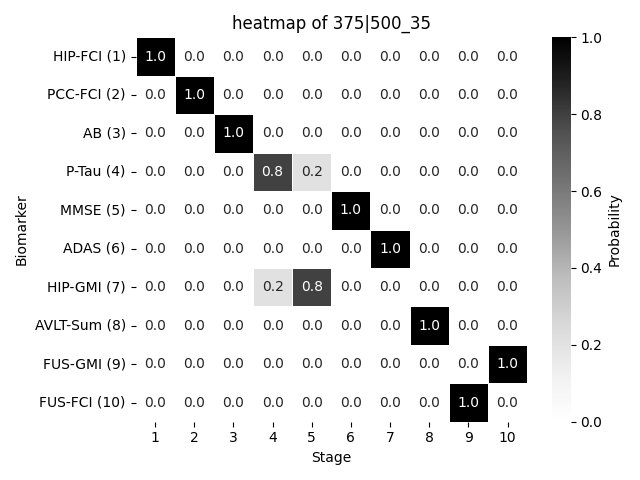 heatmap of 375|500_35
HIP-FCI (1) 1.0 0.0 0.0 0.0 0.0 0.0 0.0 0.0 0.0 0.0
PCC-FCI (2) 0.0 1.0 0.0 0.0 0.0 0.0 0.0 0.0 0.0 0.0
AB (3) 0.0 0.0 1.0 0.0 0.0 0.0 0.0 0.0 0.0 0.0
P-Tau (4) 0.0 0.0 0.0 0.8 0.2 0.0 0.0 0.0 0.0 0.0
MMSE (5) 0.0 0.0 0.0 0.0 0.0 1.0 0.0 0.0 0.0 0.0
ADAS (6) 0.0 0.0 0.0 0.0 0.0 0.0 1.0 0.0 0.0 0.0
HIP-GMI (7) 0.0 0.0 0.0 0.2 0.8 0.0 0.0 0.0 0.0 0.0
AVLT-Sum (8) 0.0 0.0 0.0 0.0 0.0 0.0 0.0 1.0 0.0 0.0
FUS-GMI (9) 0.0 0.0 0.0 0.0 0.0 0.0 0.0 0.0 0.0 1.0
FUS-FCI (10) 0.0 0.0 0.0 0.0 0.0 0.0 0.0 0.0 1.0 0.0
1 2 3 4 5 6 7 8 9 10
Stage
Biomarker
1.0
0.8
0.6
0.4
0.2
0.0
Probability